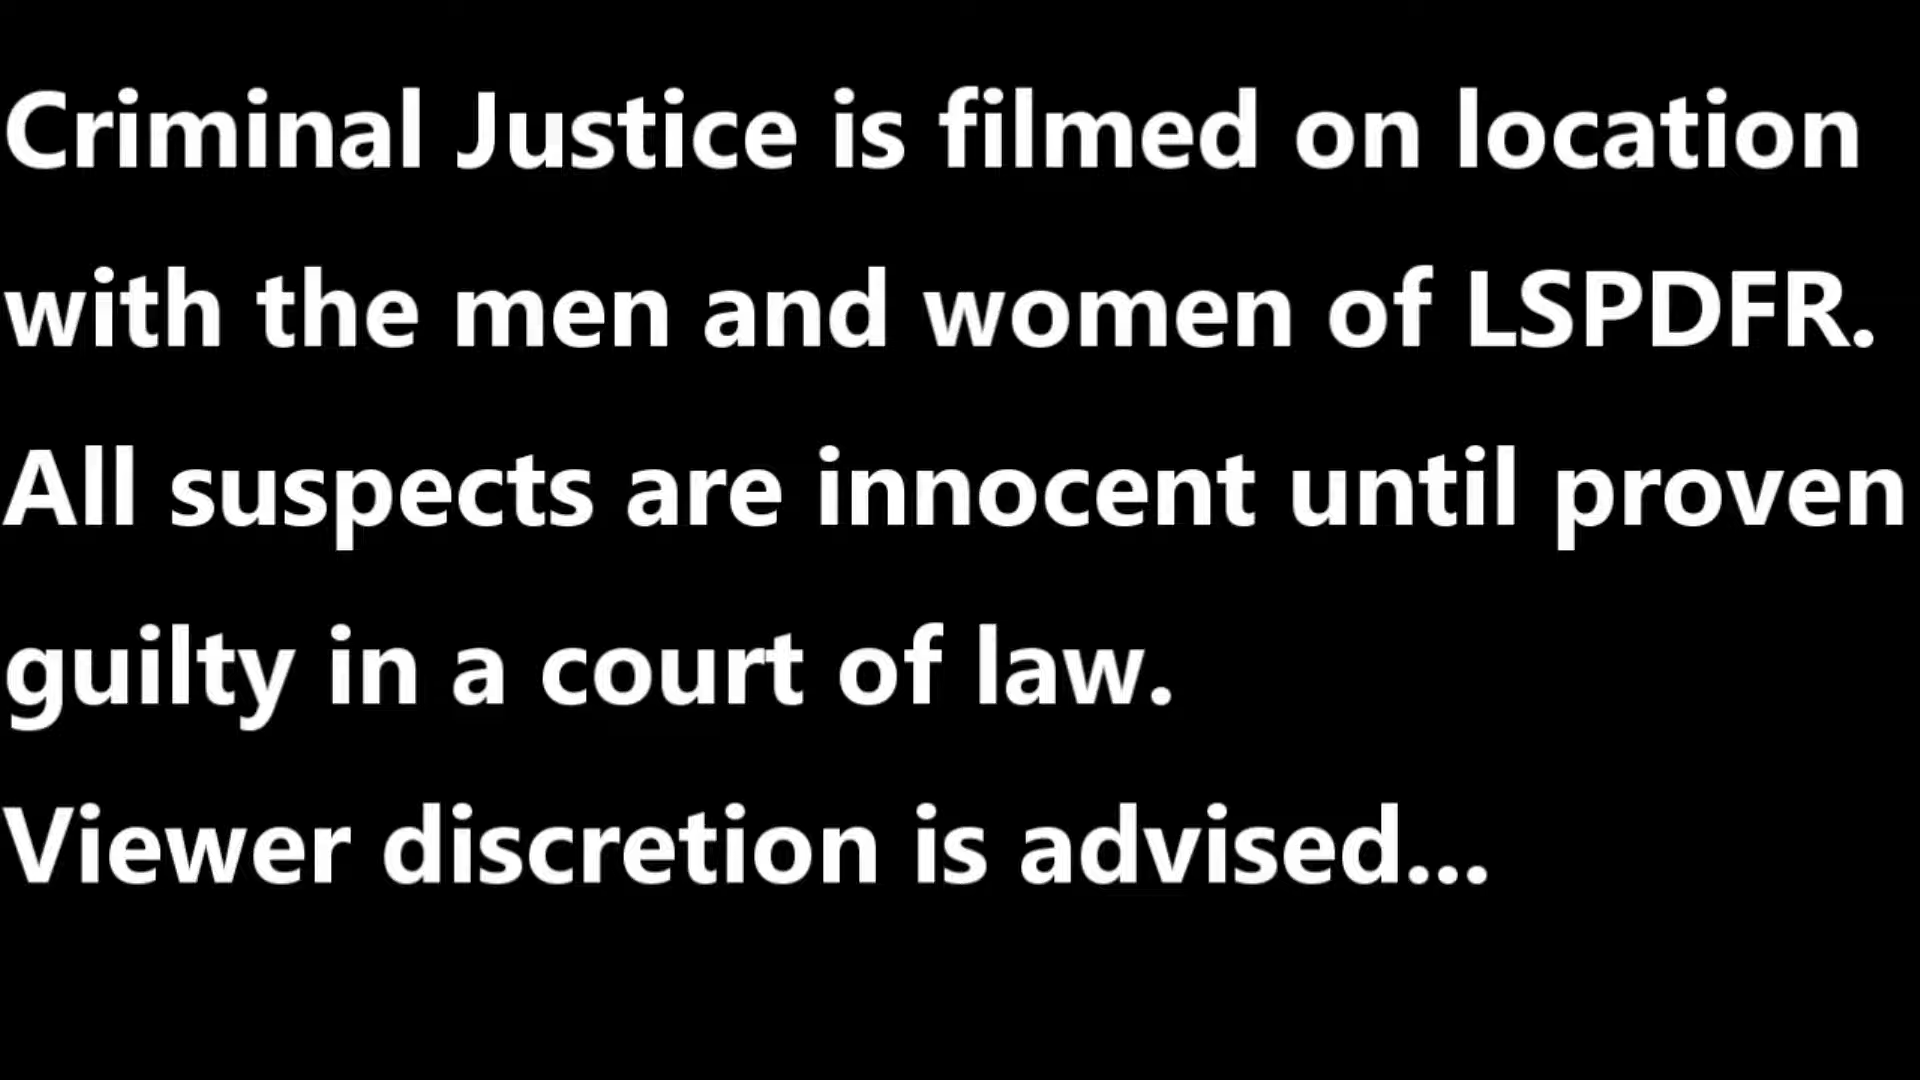 Criminal Justice is filmed on location
with the men and women of LSPDFR.
All suspects are innocent until proven
guilty in a court of law.
Viewer discretion is advised...